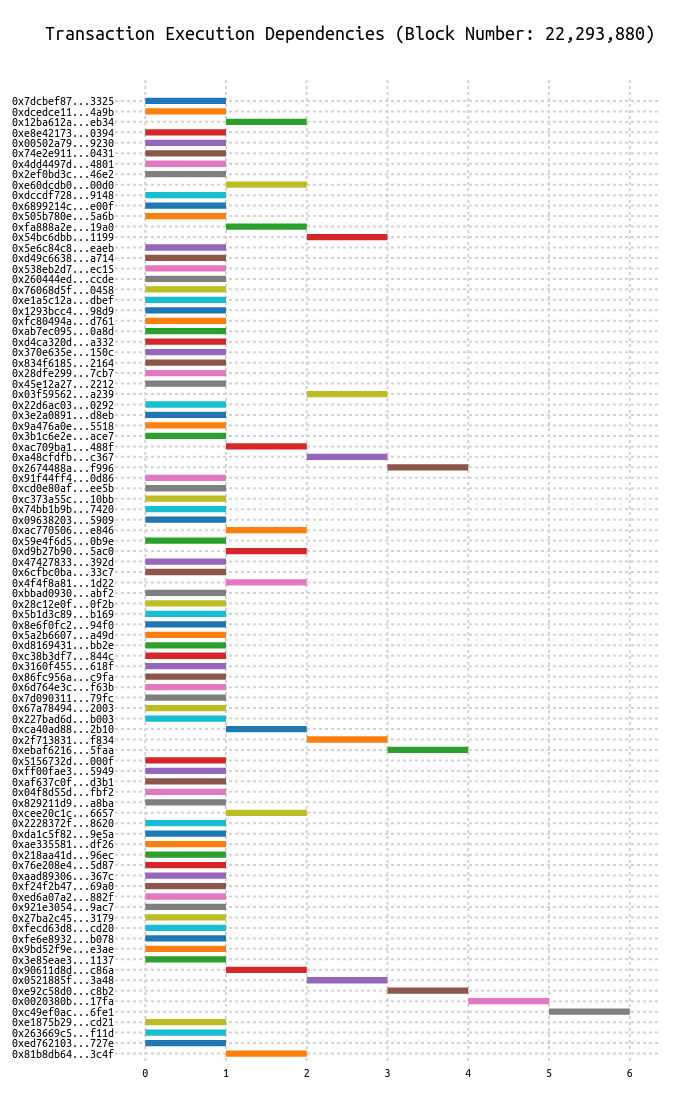 Transaction Execution Dependencies (Block Number: 22,293,880)
0x7dcbef87...3325
0xdcedce11...4a9b
0x12ba612a...eb34
0xe8e42173...0394
0x00502a79...9230
0x74e2e911...0431
0x4dd4497d...4801
0x2ef0bd3c...46e2
0xe60dcdb0...00d0
0xdccdf728...9148
0x6899214c...e00f
0x505b780e...5a6b
0xfa888a2e...19a0
0x54bc6dbb...1199
0x5e6c84c8...eaeb
0xd49c6638...a714
0x538eb2d7...ec15
0x260444ed...ccde
0x76068d5f...0458
0xe1a5c12a...dbef
0x1293bcc4...98d9
0xfc80494a...d761
0xab7ec095...0a8d
0xd4ca320d...a332
0x370e635e...150c
0x834f6185...2164
0x28dfe299...7cb7
0x45e12a27...2212
0x03f59562...a239
0x22d6ac03...0292
0x3e2a0891...d8eb
0x9a476a0e...5518
0x3b1c6e2e...ace7
0xac709ba1...488f
0xa48cfdfb...c367
0x2674488a...f996
0x91f44ff4...0d86
0xcd0e80af...ee5b
0xc373a55c...10bb
0x74bb1b9b...7420
0x09638203...5909
0xac770506...e846
0x59e4f6d5...0b9e
0xd9b27b90...5ac0
0x47427833...392d
0x6cfbc0ba...33c7
0x4f4f8a81...1d22
0xbbad0930...abf2
0x28c12e0f...0f2b
0x5b1d3c89...b169
0x8e6f0fc2...94f0
0x5a2b6607...a49d
0xd8169431...bb2e
0xc38b3df7...844c
0x3160f455...618f
0x86fc956a...c9fa
0x6d764e3c...f63b
0x7d090311...79fc
0x67a78494...2003
0x227bad6d...b003
0xca40ad88...2b10
0x2f713831...f834
0xebaf6216...5faa
0x5156732d...000f
0xff00fae3...5949
0xaf637c0f...d3b1
0x04f8d55d...fbf2
0x829211d9...a8ba
0xcee20c1c...6657
0x2228372f...8620
0xda1c5f82...9e5a
0xae335581...df26
0x218aa41d...96ec
0x76e208e4...5d87
0xaad89306...367c
0xf24f2b47...69a0
0xed6a07a2...882f
0x921e3054...9ac7
0x27ba2c45...3179
0xfecd63d8...cd20
0xfe6e8932...b078
0x9bd52f9e...e3ae
0x3e85eae3...1137
0x90611d8d...c86a
0x0521885f...3a48
0xe92c58d0...c8b2
0x0020380b...17fa
0xc49ef0ac...6fe1
0xe1875b29...cd21
0x263669c5...f11d
0xed762103...727e
0x81b8db64...3c4f
0 1 2 3 4 5 6